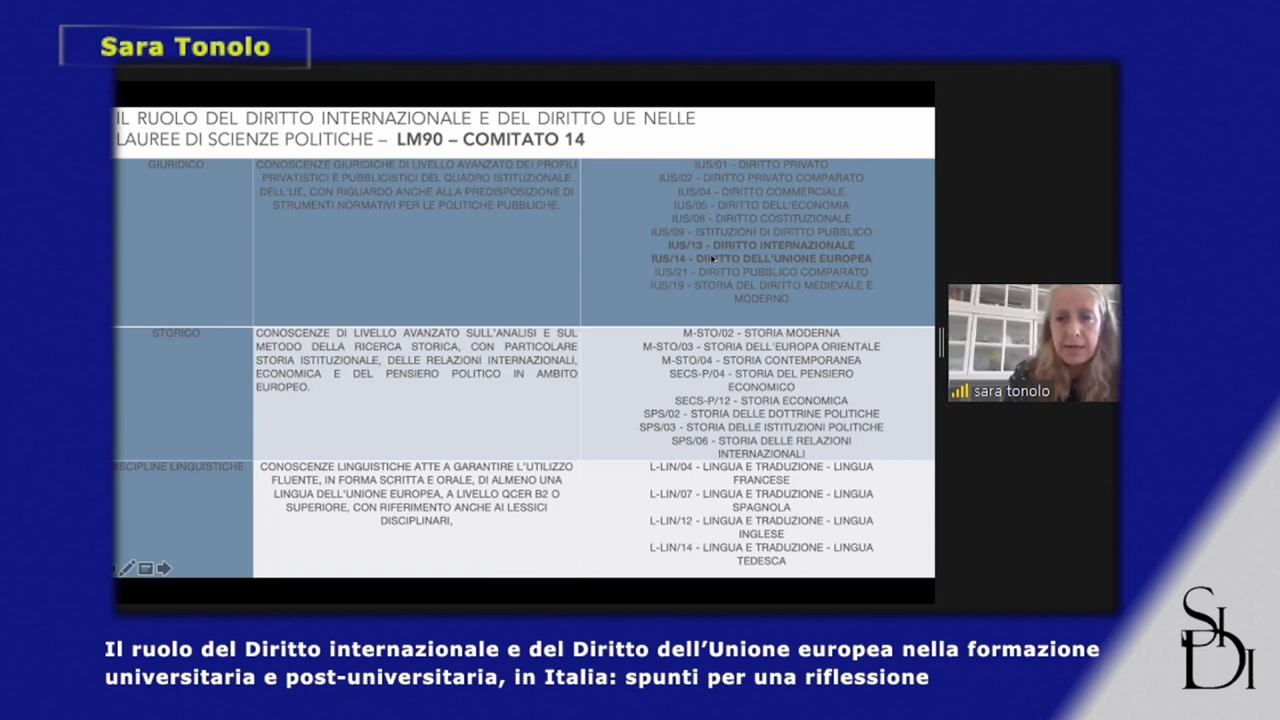 Sara Tonolo
IL RUOLO DEL DIRITTO INTERNAZIONALE E DEL DIRITTO UE NELLE
LAUREE DI SCIENZE POLITICHE – LM90 – COMITATO 14
GIURIDICO
CONOSCENZE GIURIDICHE DI LIVELLO AVANZATO DEI PROFILI
PRIVATISTICI E PUBBLICISTICI DEL QUADRO ISTITUZIONALE
DELL'UE, CON RIGUARDO ANCHE ALLA PREDISPOSIZIONE DI
STRUMENTI NORMATIVI PER LE POLITICHE PUBBLICHE.
IUS/01 - DIRITTO PRIVATO
IUS/02 - DIRITTO PRIVATO COMPARATO
IUS/04 - DIRITTO COMMERCIALE
IUS/05 - DIRITTO DELL'ECONOMIA
IUS/08 - DIRITTO COSTITUZIONALE
IUS/09 - ISTITUZIONI DI DIRITTO PUBBLICO
IUS/13 - DIRITTO INTERNAZIONALE
IUS/14 - DIRITTO DELL'UNIONE EUROPEA
IUS/21 - DIRITTO PUBBLICO COMPARATO
IUS/19 - STORIA DEL DIRITTO MEDIEVALE E
MODERNO
STORICO
CONOSCENZE DI LIVELLO AVANZATO SULL'ANALISI E SUL
METODO DELLA RICERCA STORICA, CON PARTICOLARE
STORIA ISTITUZIONALE, DELLE RELAZIONI INTERNAZIONALI,
ECONOMICA E DEL PENSIERO POLITICO IN AMBITO
EUROPEO.
M-STO/02 - STORIA MODERNA
M-STO/03 - STORIA DELL'EUROPA ORIENTALE
M-STO/04 - STORIA CONTEMPORANEA
SECS-P/04 - STORIA DEL PENSIERO
ECONOMICO
SECS-P/12 - STORIA ECONOMICA
SPS/02 - STORIA DELLE DOTTRINE POLITICHE
SPS/03 - STORIA DELLE ISTITUZIONI POLITICHE
SPS/06 - STORIA DELLE RELAZIONI
INTERNAZIONALI
ISCIPLINE LINGUISTICHE
CONOSCENZE LINGUISTICHE ATTE A GARANTIRE L'UTILIZZO
FLUENTE, IN FORMA SCRITTA E ORALE, DI ALMENO UNA
LINGUA DELL'UNIONE EUROPEA, A LIVELLO QCER B2 O
SUPERIORE, CON RIFERIMENTO ANCHE AI LESSICI
DISCIPLINARI,
L-LIN/04 - LINGUA E TRADUZIONE - LINGUA
FRANCESE
L-LIN/07 - LINGUA E TRADUZIONE - LINGUA
SPAGNOLA
L-LIN/12 - LINGUA E TRADUZIONE - LINGUA
INGLESE
L-LIN/14 - LINGUA E TRADUZIONE - LINGUA
TEDESCA
sara tonolo
Il ruolo del Diritto internazionale e del Diritto dell’Unione europea nella formazione
universitaria e post-universitaria, in Italia: spunti per una riflessione
SIDI